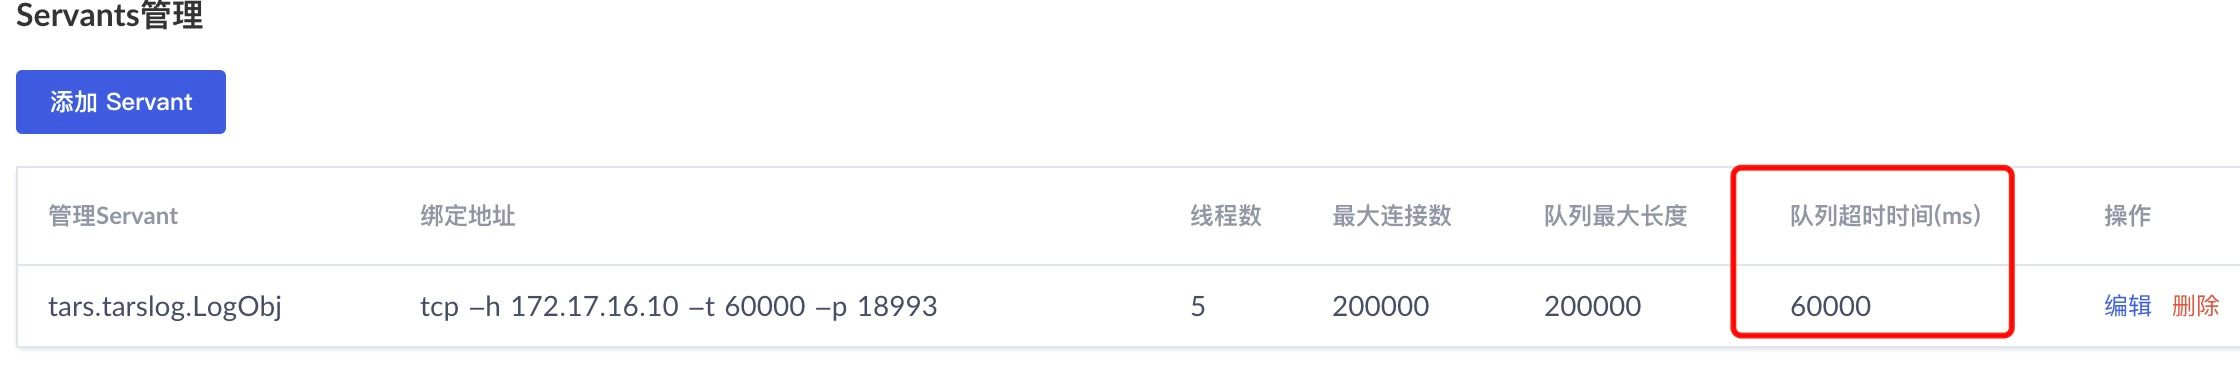 Servants管理
添加 Servant
管理Servant 绑定地址 线程数 最大连接数 队列最大长度 队列超时时间(ms) 操作
tars.tarslog.LogObj tcp –h 172.17.16.10 –t 60000 –p 18993 5 200000 200000 60000 编辑 删除